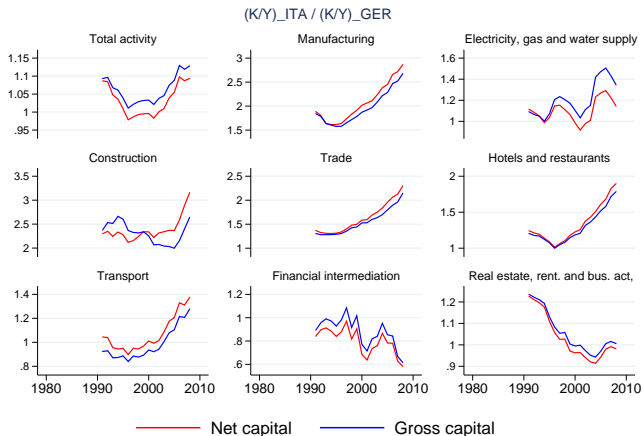 (K/Y)_ITA / (K/Y)_GER
Total activity
Manufacturing
Electricity, gas and water supply
1.15
1.1
1.05
1
.95
3
2.5
2
1.5
1.6
1.4
1.2
1
Construction
Trade
Hotels and restaurants
3.5
3
2.5
2
3
2.5
2
1.5
1
2
1.5
1
Transport
Financial intermediation
Real estate, rent. and bus. act,
1.4
1.2
1
.8
1.2
1
.8
.6
1.2
1.1
1
.9
1980 1990 2000 2010
1980 1990 2000 2010
1980 1990 2000 2010
Net capital
Gross capital